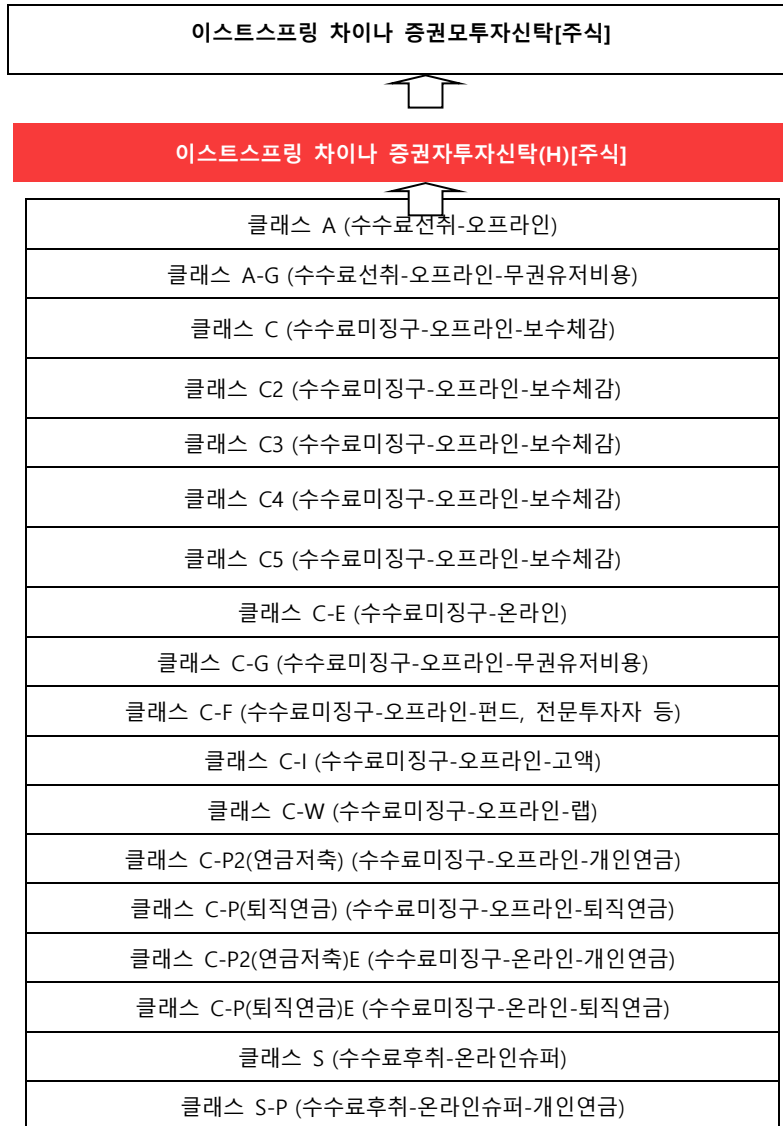 이스트스프링 차이나 증권모투자신탁[주식]
이스트스프링 차이나 증권자투자신탁(H)[주식]
클래스 A (수수료선취-오프라인)
클래스 A-G (수수료선취-오프라인-무권유저비용)
클래스 C (수수료미징구-오프라인-보수체감)
클래스 C2 (수수료미징구-오프라인-보수체감)
클래스 C3 (수수료미징구-오프라인-보수체감)
클래스 C4 (수수료미징구-오프라인-보수체감)
클래스 C5 (수수료미징구-오프라인-보수체감)
클래스 C-E (수수료미징구-온라인)
클래스 C-G (수수료미징구-오프라인-무권유저비용)
클래스 C-F (수수료미징구-오프라인-펀드, 전문투자자 등)
클래스 C-I (수수료미징구-오프라인-고액)
클래스 C-W (수수료미징구-오프라인-랩)
클래스 C-P2(연금저축) (수수료미징구-오프라인-개인연금)
클래스 C-P(퇴직연금) (수수료미징구-오프라인-퇴직연금)
클래스 C-P2(연금저축)E (수수료미징구-온라인-개인연금)
클래스 C-P(퇴직연금)E (수수료미징구-온라인-퇴직연금)
클래스 S (수수료후취-온라인슈퍼)
클래스 S-P (수수료후취-온라인슈퍼-개인연금)